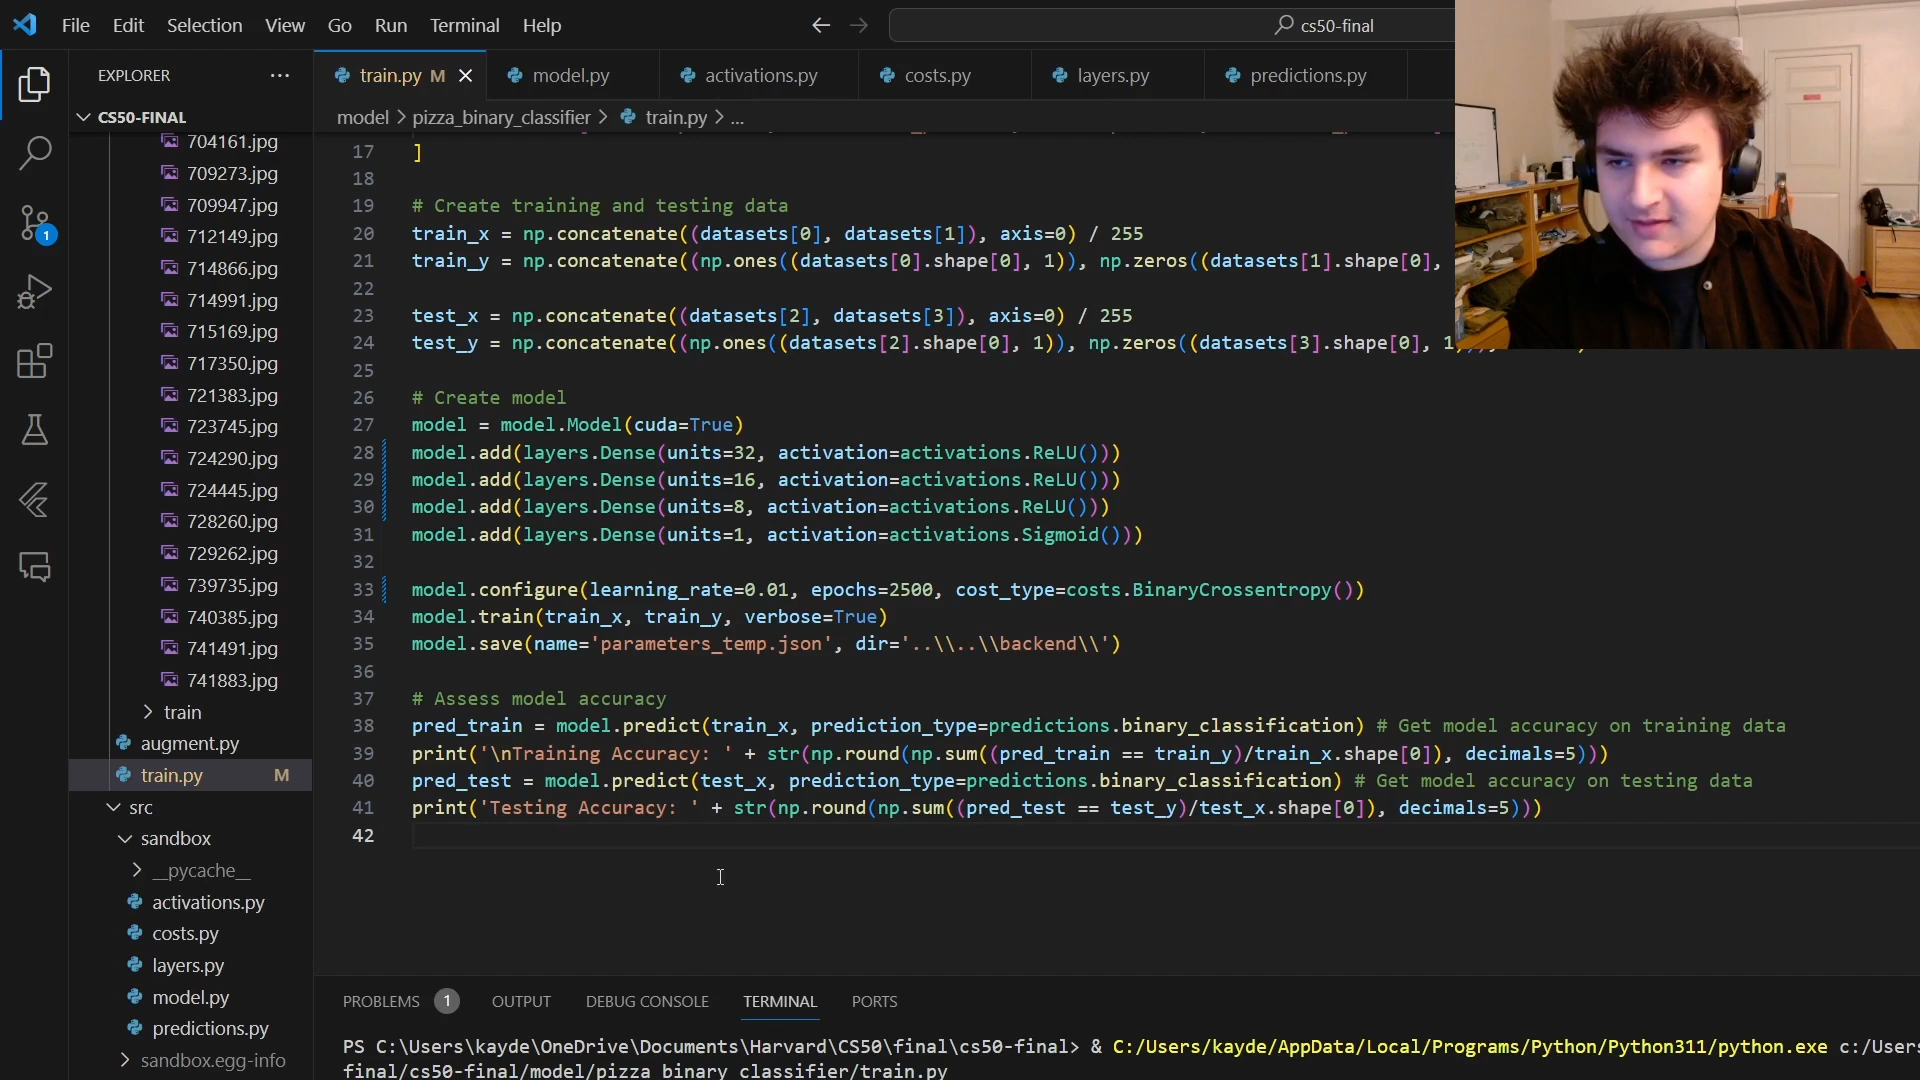 File Edit Selection View Go Run Terminal Help
cs50-final
EXPLORER
train.py M
model.py
activations.py
costs.py
layers.py
predictions.py
CS50-FINAL
model > pizza_binary_classifier > train.py > ...
704161.jpg
709273.jpg
709947.jpg
712149.jpg
714866.jpg
714991.jpg
715169.jpg
717350.jpg
721383.jpg
723745.jpg
724290.jpg
724445.jpg
728260.jpg
729262.jpg
739735.jpg
740385.jpg
741491.jpg
741883.jpg
train
augment.py
train.py M
src
sandbox
__pycache__
activations.py
costs.py
layers.py
model.py
predictions.py
sandbox.egg-info
1
17 ]
18
19 # Create training and testing data
20 train_x = np.concatenate((datasets[0], datasets[1]), axis=0) / 255
21 train_y = np.concatenate((np.ones((datasets[0].shape[0], 1)), np.zeros((datasets[1].shape[0],
22
23 test_x = np.concatenate((datasets[2], datasets[3]), axis=0) / 255
24 test_y = np.concatenate((np.ones((datasets[2].shape[0], 1)), np.zeros((datasets[3].shape[0], 1
25
26 # Create model
27 model = model.Model(cuda=True)
28 model.add(layers.Dense(units=32, activation=activations.ReLU()))
29 model.add(layers.Dense(units=16, activation=activations.ReLU()))
30 model.add(layers.Dense(units=8, activation=activations.ReLU()))
31 model.add(layers.Dense(units=1, activation=activations.Sigmoid()))
32
33 model.configure(learning_rate=0.01, epochs=2500, cost_type=costs.BinaryCrossentropy())
34 model.train(train_x, train_y, verbose=True)
35 model.save(name='parameters_temp.json', dir='..\\..\\backend\\')
36
37 # Assess model accuracy
38 pred_train = model.predict(train_x, prediction_type=predictions.binary_classification) # Get model accuracy on training data
39 print('\nTraining Accuracy: ' + str(np.round(np.sum((pred_train == train_y)/train_x.shape[0]), decimals=5)))
40 pred_test = model.predict(test_x, prediction_type=predictions.binary_classification) # Get model accuracy on testing data
41 print('Testing Accuracy: ' + str(np.round(np.sum((pred_test == test_y)/test_x.shape[0]), decimals=5)))
42
PROBLEMS 1 OUTPUT DEBUG CONSOLE TERMINAL PORTS
PS C:\Users\kayde\OneDrive\Documents\Harvard\CS50\final\cs50-final> & C:/Users/kayde/AppData/Local/Programs/Python/Python311/python.exe c:/Users
final/cs50-final/model/pizza_binary_classifier/train.py